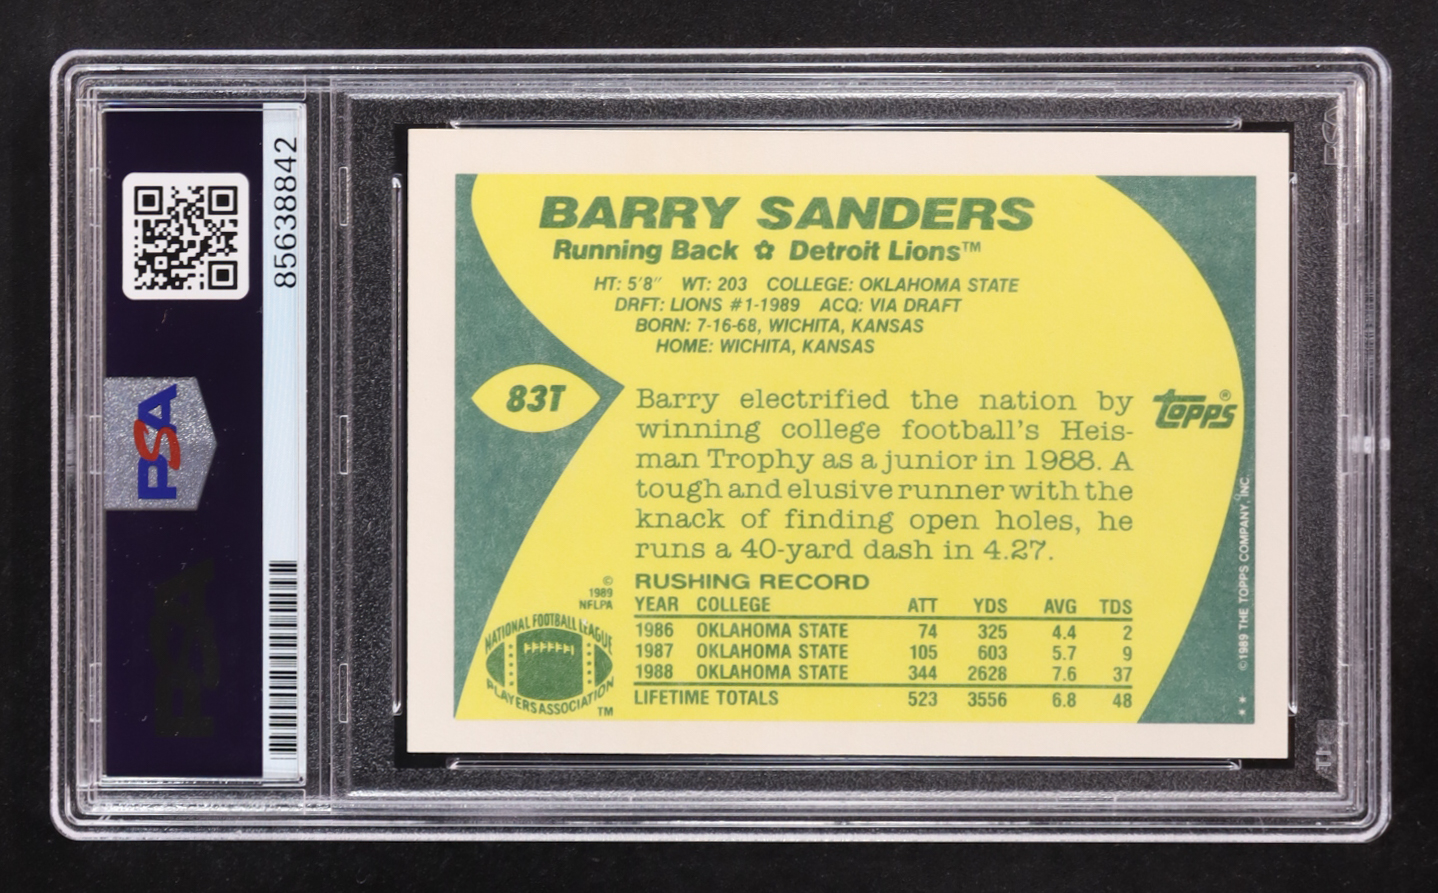 85638842
PSA
PSA
BARRY SANDERS
Running Back ✿ Detroit Lions™
HT: 5'8" WT: 203 COLLEGE: OKLAHOMA STATE
DRFT: LIONS #1-1989 ACQ: VIA DRAFT
BORN: 7-16-68, WICHITA, KANSAS
HOME: WICHITA, KANSAS
83T
Barry electrified the nation by
winning college football's Heis-
man Trophy as a junior in 1988. A
tough and elusive runner with the
knack of finding open holes, he
runs a 40-yard dash in 4.27.
topps®
RUSHING RECORD
YEAR COLLEGE ATT YDS AVG TDS
1986 OKLAHOMA STATE 74 325 4.4 2
1987 OKLAHOMA STATE 105 603 5.7 9
1988 OKLAHOMA STATE 344 2628 7.6 37
LIFETIME TOTALS 523 3556 6.8 48
©
1989
NFLPA
NATIONAL FOOTBALL LEAGUE
PLAYERS ASSOCIATION
TM
©1989 THE TOPPS COMPANY, INC.
**
PSA